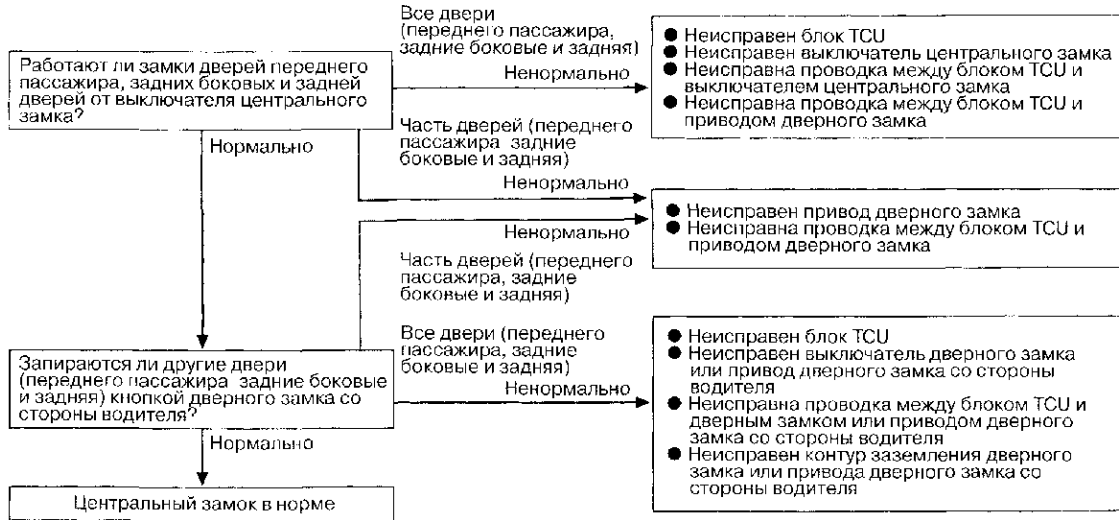 Все двери
(переднего пассажира,
задние боковые и задняя)
Работают ли замки дверей переднего
пассажира, задних боковых и задней
дверей от выключателя центрального
замка?
Ненормально
● Неисправен блок TCU
● Неисправен выключатель центрального замка
● Неисправна проводка между блоком TCU и
выключателем центрального замка
● Неисправна проводка между блоком TCU и
приводом дверного замка
Нормально
Часть дверей (переднего
пассажира задние
боковые и задняя)
Ненормально
● Неисправен привод дверного замка
● Неисправна проводка между блоком TCU и
приводом дверного замка
Ненормально
Часть дверей (переднего
пассажира, задние
боковые и задняя)
Все двери (переднего
пассажира, задние
боковые и задняя)
Запираются ли другие двери
(переднего пассажира задние боковые
и задняя) кнопкой дверного замка со
стороны водителя?
Ненормально
● Неисправен блок TCU
● Неисправен выключатель дверного замка
или привод дверного замка со стороны
водителя
● Неисправна проводка между блоком TCU и
дверным замком или приводом дверного
замка со стороны водителя
● Неисправен контур заземления дверного
замка или привода дверного замка со
стороны водителя
Нормально
Центральный замок в норме